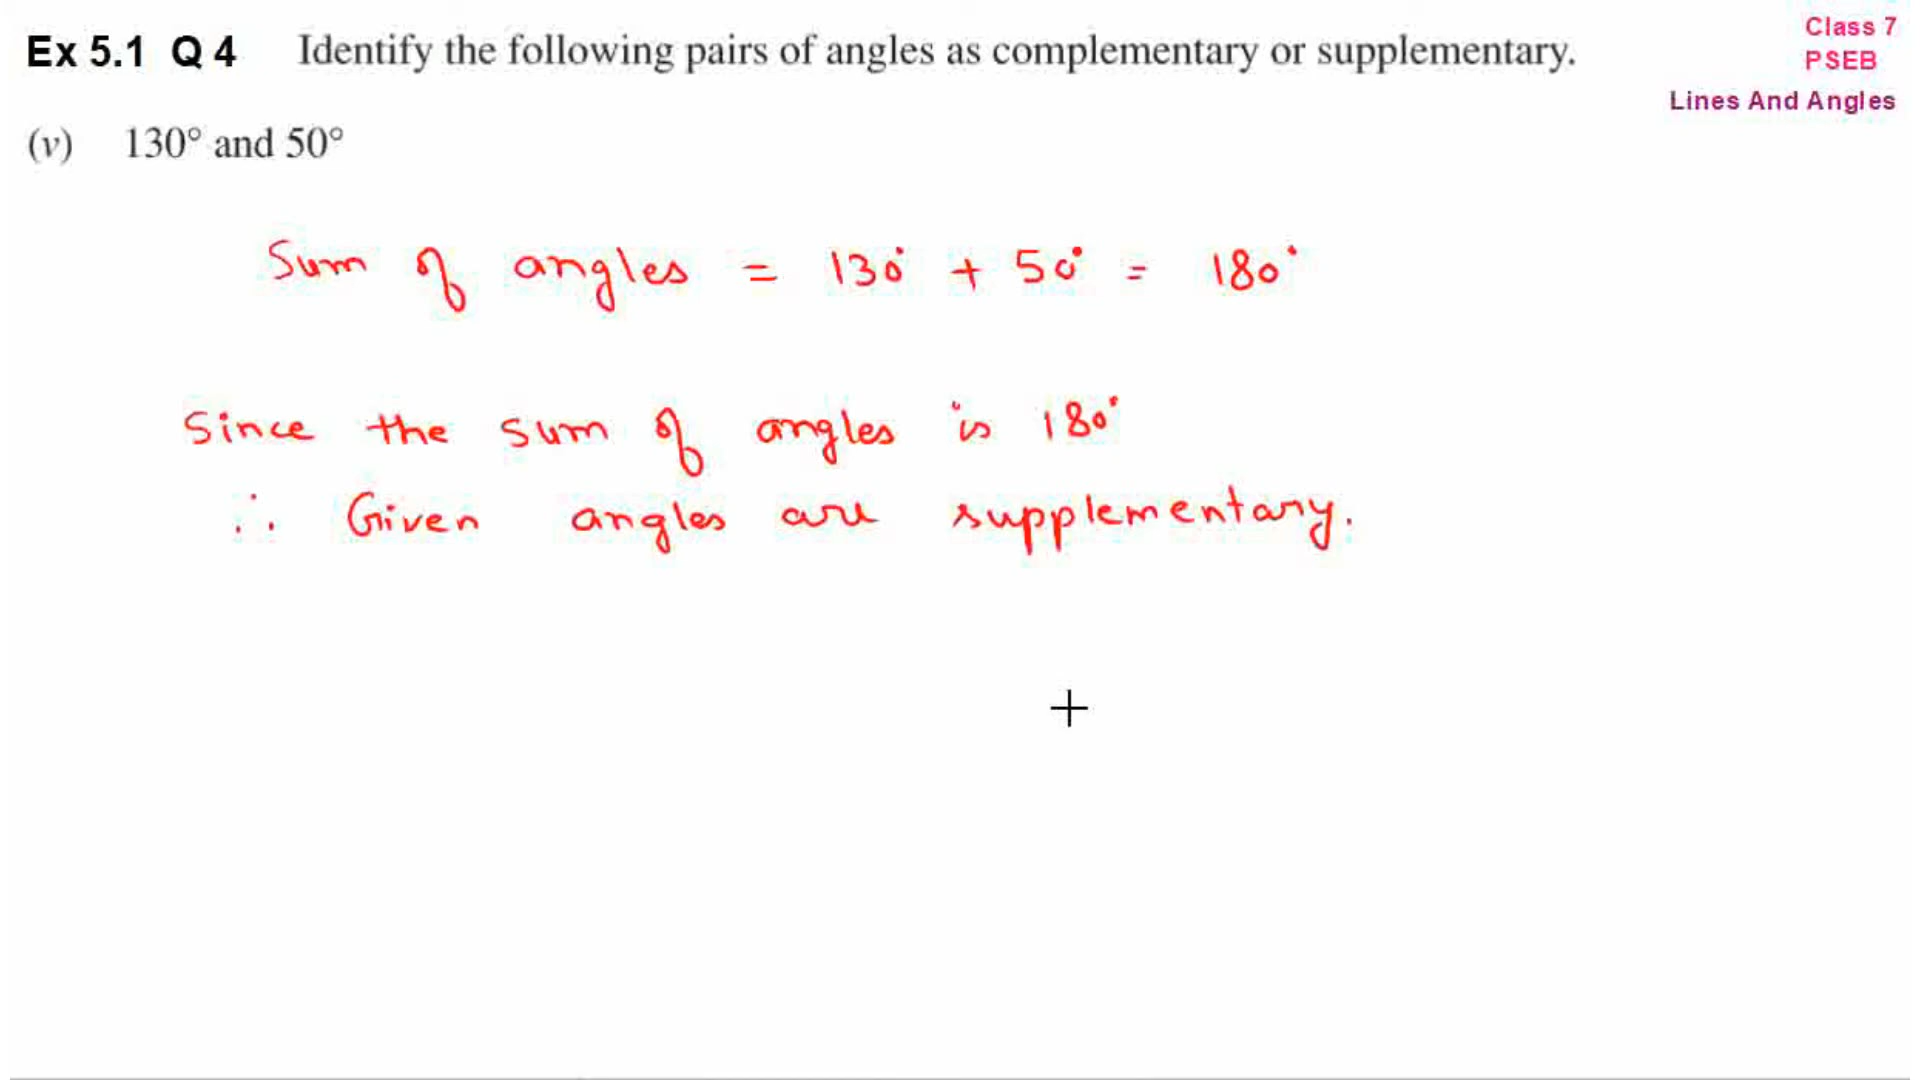 Ex 5.1 Q 4 Identify the following pairs of angles as complementary or supplementary.
Class 7
PSEB
Lines And Angles
(v) 130° and 50°
Sum of angles = 130° + 50° = 180°
Since the sum of angles is 180°
∴ Given angles are supplementary.